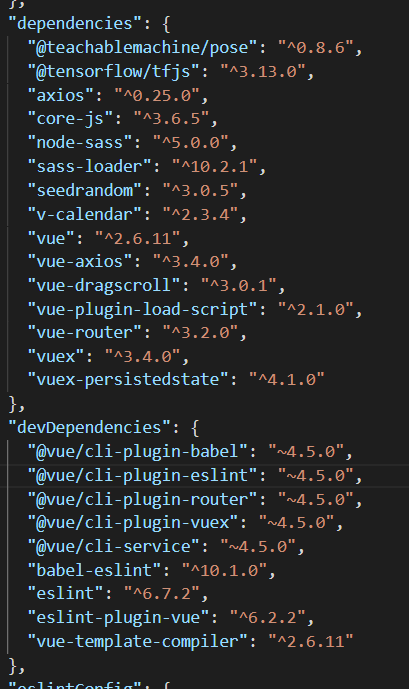 },
"dependencies": {
"@teachablemachine/pose": "^0.8.6",
"@tensorflow/tfjs": "^3.13.0",
"axios": "^0.25.0",
"core-js": "^3.6.5",
"node-sass": "^5.0.0",
"sass-loader": "^10.2.1",
"seedrandom": "^3.0.5",
"v-calendar": "^2.3.4",
"vue": "^2.6.11",
"vue-axios": "^3.4.0",
"vue-dragscroll": "^3.0.1",
"vue-plugin-load-script": "^2.1.0",
"vue-router": "^3.2.0",
"vuex": "^3.4.0",
"vuex-persistedstate": "^4.1.0"
},
"devDependencies": {
"@vue/cli-plugin-babel": "~4.5.0",
"@vue/cli-plugin-eslint": "~4.5.0",
"@vue/cli-plugin-router": "~4.5.0",
"@vue/cli-plugin-vuex": "~4.5.0",
"@vue/cli-service": "~4.5.0",
"babel-eslint": "^10.1.0",
"eslint": "^6.7.2",
"eslint-plugin-vue": "^6.2.2",
"vue-template-compiler": "^2.6.11"
},
"eslintConfig": {